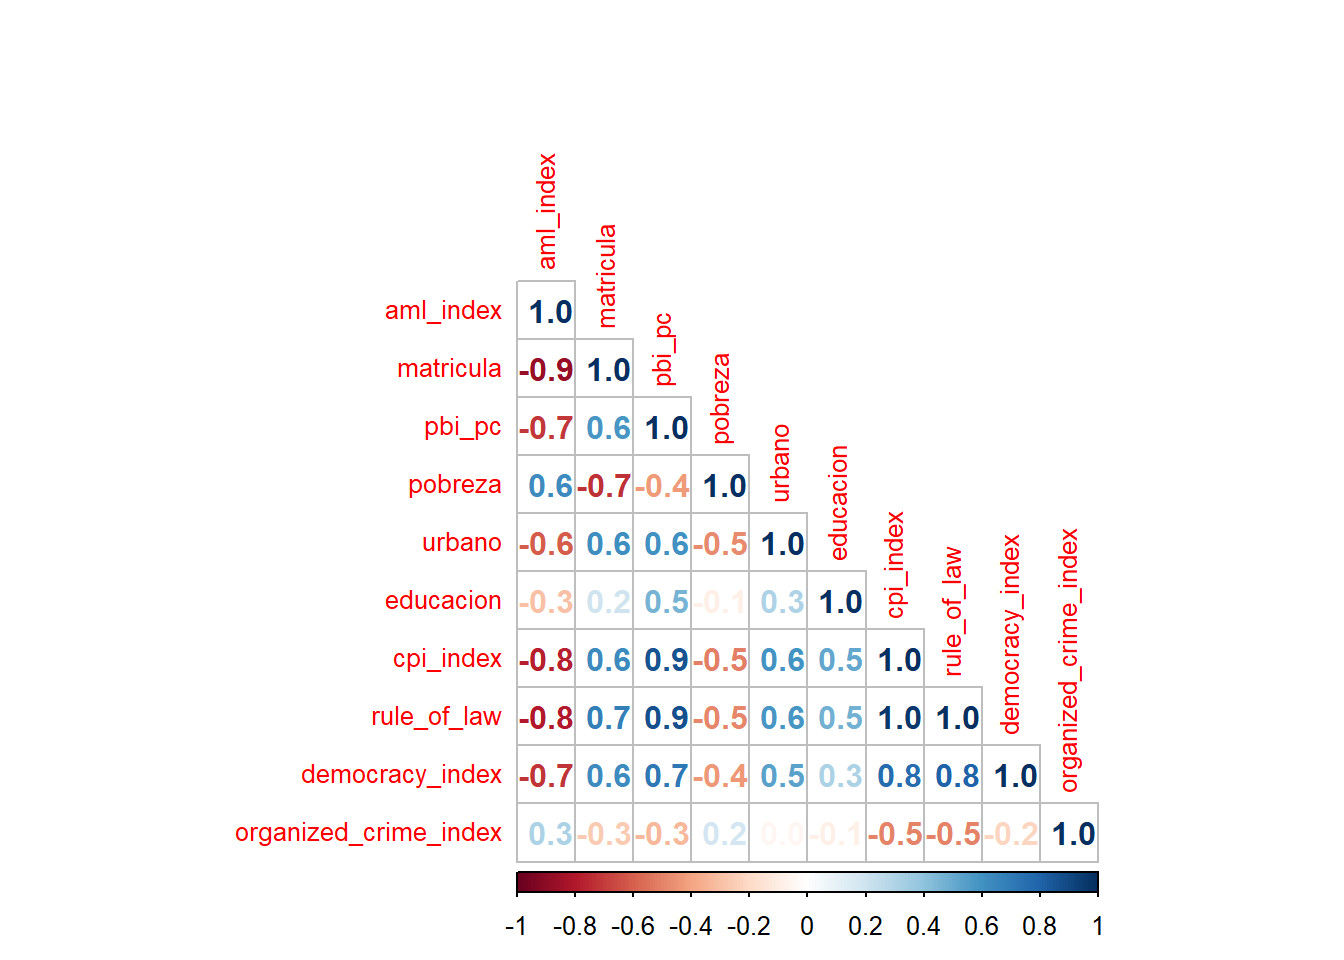 aml_index
matricula
pbi_pc
pobreza
urbano
educacion
cpi_index
rule_of_law
democracy_index
organized_crime_index
aml_index 1.0
matricula -0.9 1.0
pbi_pc -0.7 0.6 1.0
pobreza 0.6 -0.7 -0.4 1.0
urbano -0.6 0.6 0.6 -0.5 1.0
educacion -0.3 0.2 0.5 -0.1 0.3 1.0
cpi_index -0.8 0.6 0.9 -0.5 0.6 0.5 1.0
rule_of_law -0.8 0.7 0.9 -0.5 0.6 0.5 1.0 1.0
democracy_index -0.7 0.6 0.7 -0.4 0.5 0.3 0.8 0.8 1.0
organized_crime_index 0.3 -0.3 -0.3 0.2 0.0 -0.1 -0.5 -0.5 -0.2 1.0
-1 -0.8 -0.6 -0.4 -0.2 0 0.2 0.4 0.6 0.8 1